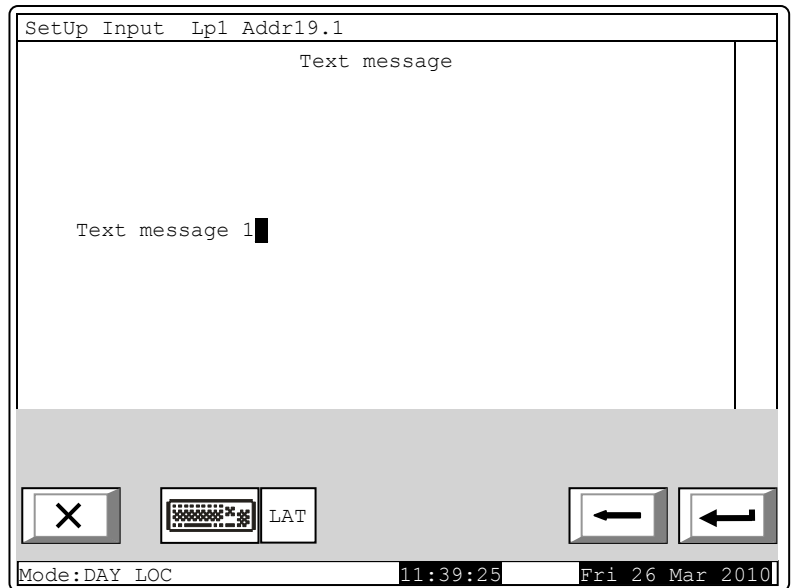 SetUp Input Lp1 Addr19.1
Text message
Text message 1
LAT
Mode:DAY LOC 11:39:25 Fri 26 Mar 2010